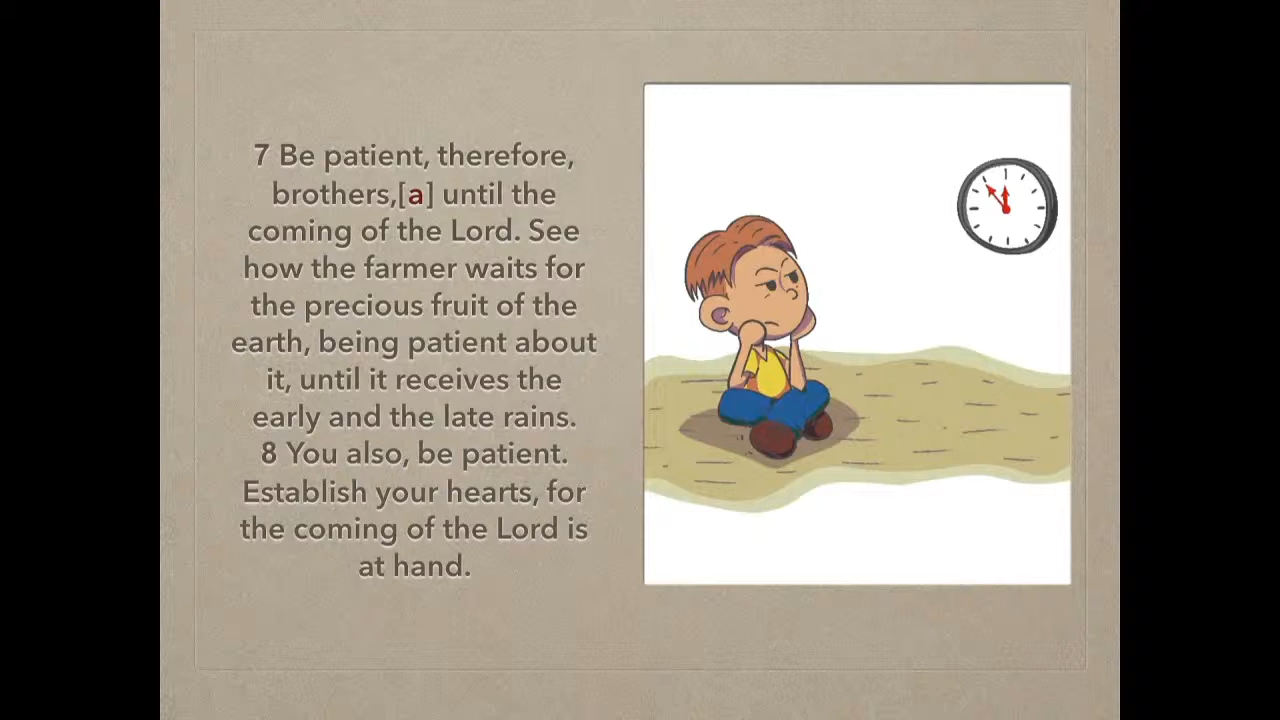 7 Be patient, therefore,
brothers,[a] until the
coming of the Lord. See
how the farmer waits for
the precious fruit of the
earth, being patient about
it, until it receives the
early and the late rains.
8 You also, be patient.
Establish your hearts, for
the coming of the Lord is
at hand.